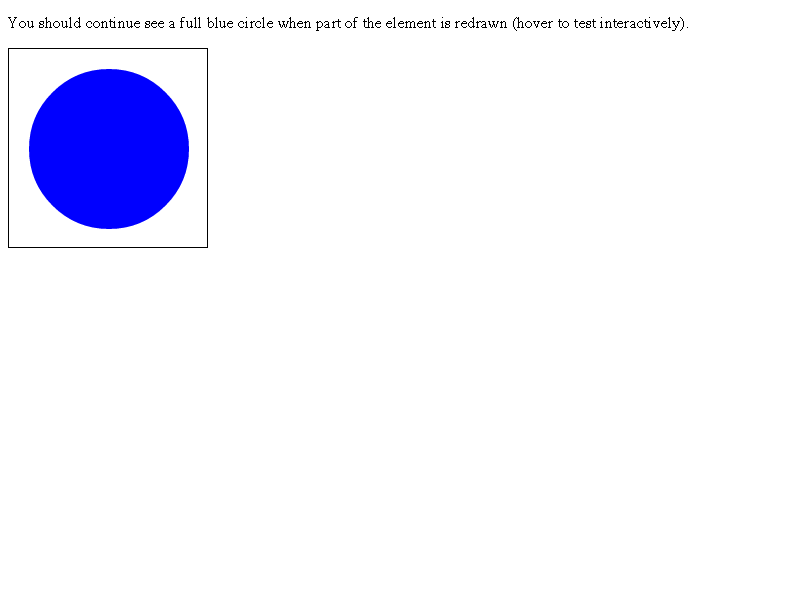 You should continue see a full blue circle when part of the element is redrawn (hover to test interactively).